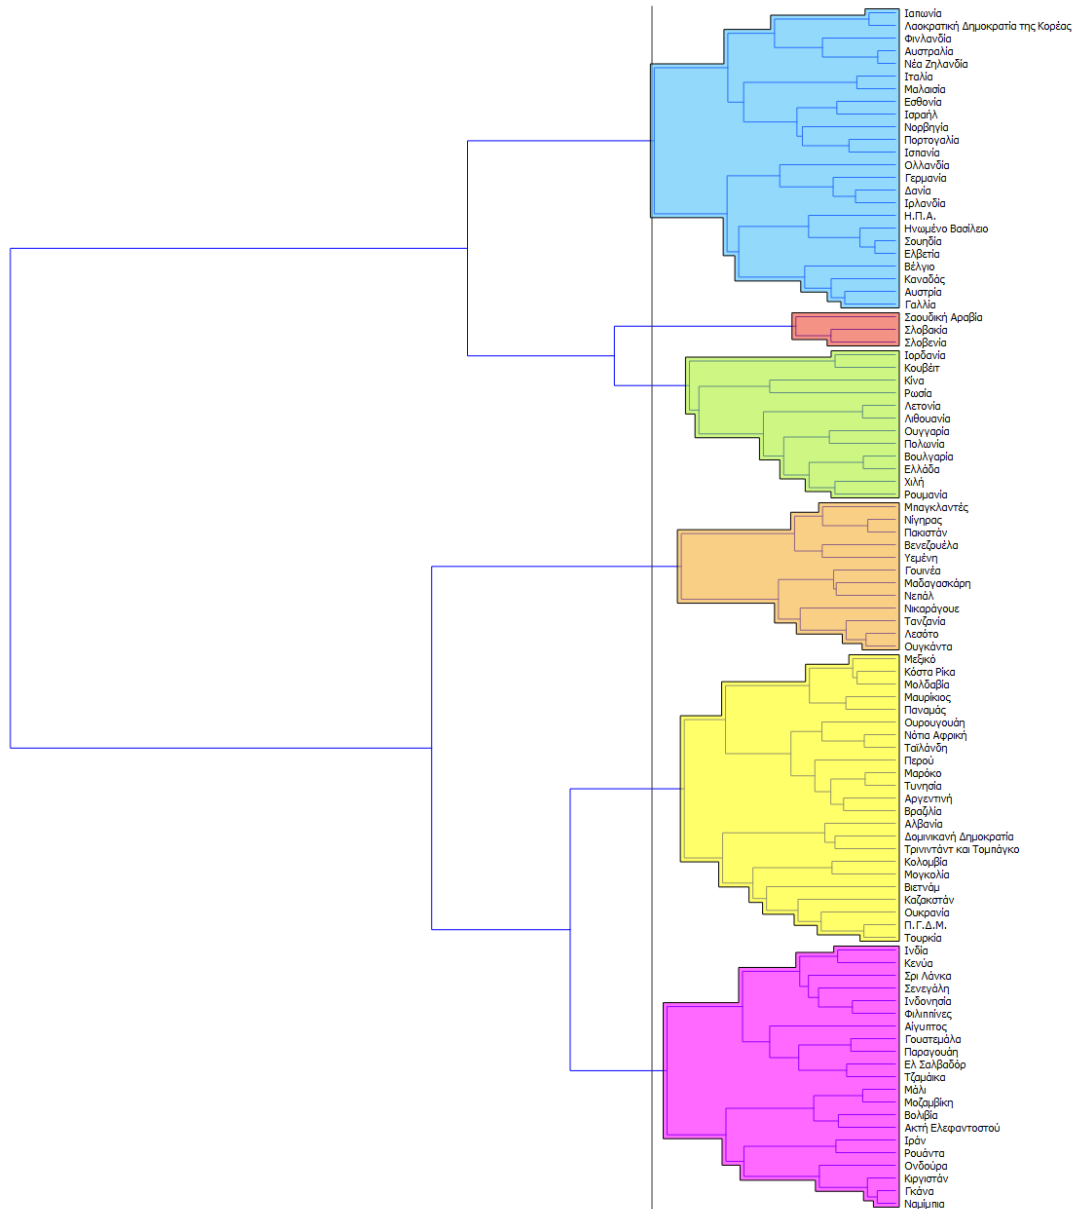 Ιαπωνία
Λαοκρατική Δημοκρατία της Κορέας
Φινλανδία
Αυστραλία
Νέα Ζηλανδία
Ιταλία
Μαλαισία
Εσθονία
Ισραήλ
Νορβηγία
Πορτογαλία
Ισπανία
Ολλανδία
Γερμανία
Δανία
Ιρλανδία
Η.Π.Α.
Ηνωμένο Βασίλειο
Σουηδία
Ελβετία
Βέλγιο
Καναδάς
Αυστρία
Γαλλία
Σαουδική Αραβία
Σλοβακία
Σλοβενία
Ιορδανία
Κουβέιτ
Κίνα
Ρωσία
Λετονία
Λιθουανία
Ουγγαρία
Πολωνία
Βουλγαρία
Ελλάδα
Χιλή
Ρουμανία
Μπαγκλαντές
Νίγηρας
Πακιστάν
Βενεζουέλα
Υεμένη
Γουινέα
Μαδαγασκάρη
Νεπάλ
Νικαράγουε
Τανζανία
Λεσότο
Ουγκάντα
Μεξικό
Κόστα Ρίκα
Μολδαβία
Μαυρίκιος
Παναμάς
Ουρουγουάη
Νότια Αφρική
Ταϊλάνδη
Περού
Μαρόκο
Τυνησία
Αργεντινή
Βραζιλία
Αλβανία
Δομινικανή Δημοκρατία
Τρινιντάντ και Τομπάγκο
Κολομβία
Μογκολία
Βιετνάμ
Καζακστάν
Ουκρανία
Π.Γ.Δ.Μ.
Τουρκία
Ινδία
Κενύα
Σρι Λάνκα
Σενεγάλη
Ινδονησία
Φιλιππίνες
Αίγυπτος
Γουατεμάλα
Παραγουάη
Ελ Σαλβαδόρ
Τζαμάικα
Μάλι
Μοζαμβίκη
Βολιβία
Ακτή Ελεφαντοστού
Ιράν
Ρουάντα
Ονδούρα
Κιργιστάν
Γκάνα
Ναμίμπια